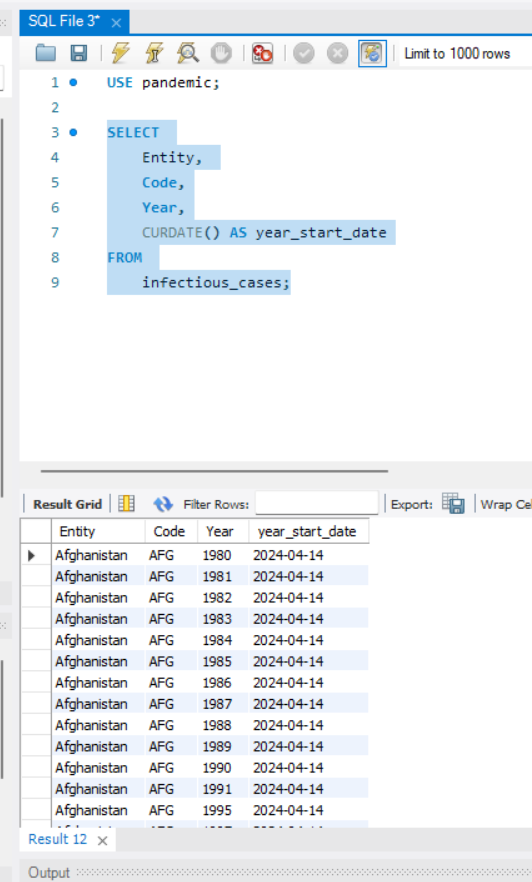 SQL File 3*
Limit to 1000 rows
1 USE pandemic;
2
3 SELECT
4 Entity,
5 Code,
6 Year,
7 CURDATE() AS year_start_date
8 FROM
9 infectious_cases;
Result Grid Filter Rows: Export: Wrap Cel
Entity Code Year year_start_date
Afghanistan AFG 1980 2024-04-14
Afghanistan AFG 1981 2024-04-14
Afghanistan AFG 1982 2024-04-14
Afghanistan AFG 1983 2024-04-14
Afghanistan AFG 1984 2024-04-14
Afghanistan AFG 1985 2024-04-14
Afghanistan AFG 1986 2024-04-14
Afghanistan AFG 1987 2024-04-14
Afghanistan AFG 1988 2024-04-14
Afghanistan AFG 1989 2024-04-14
Afghanistan AFG 1990 2024-04-14
Afghanistan AFG 1991 2024-04-14
Afghanistan AFG 1995 2024-04-14
Result 12
Output